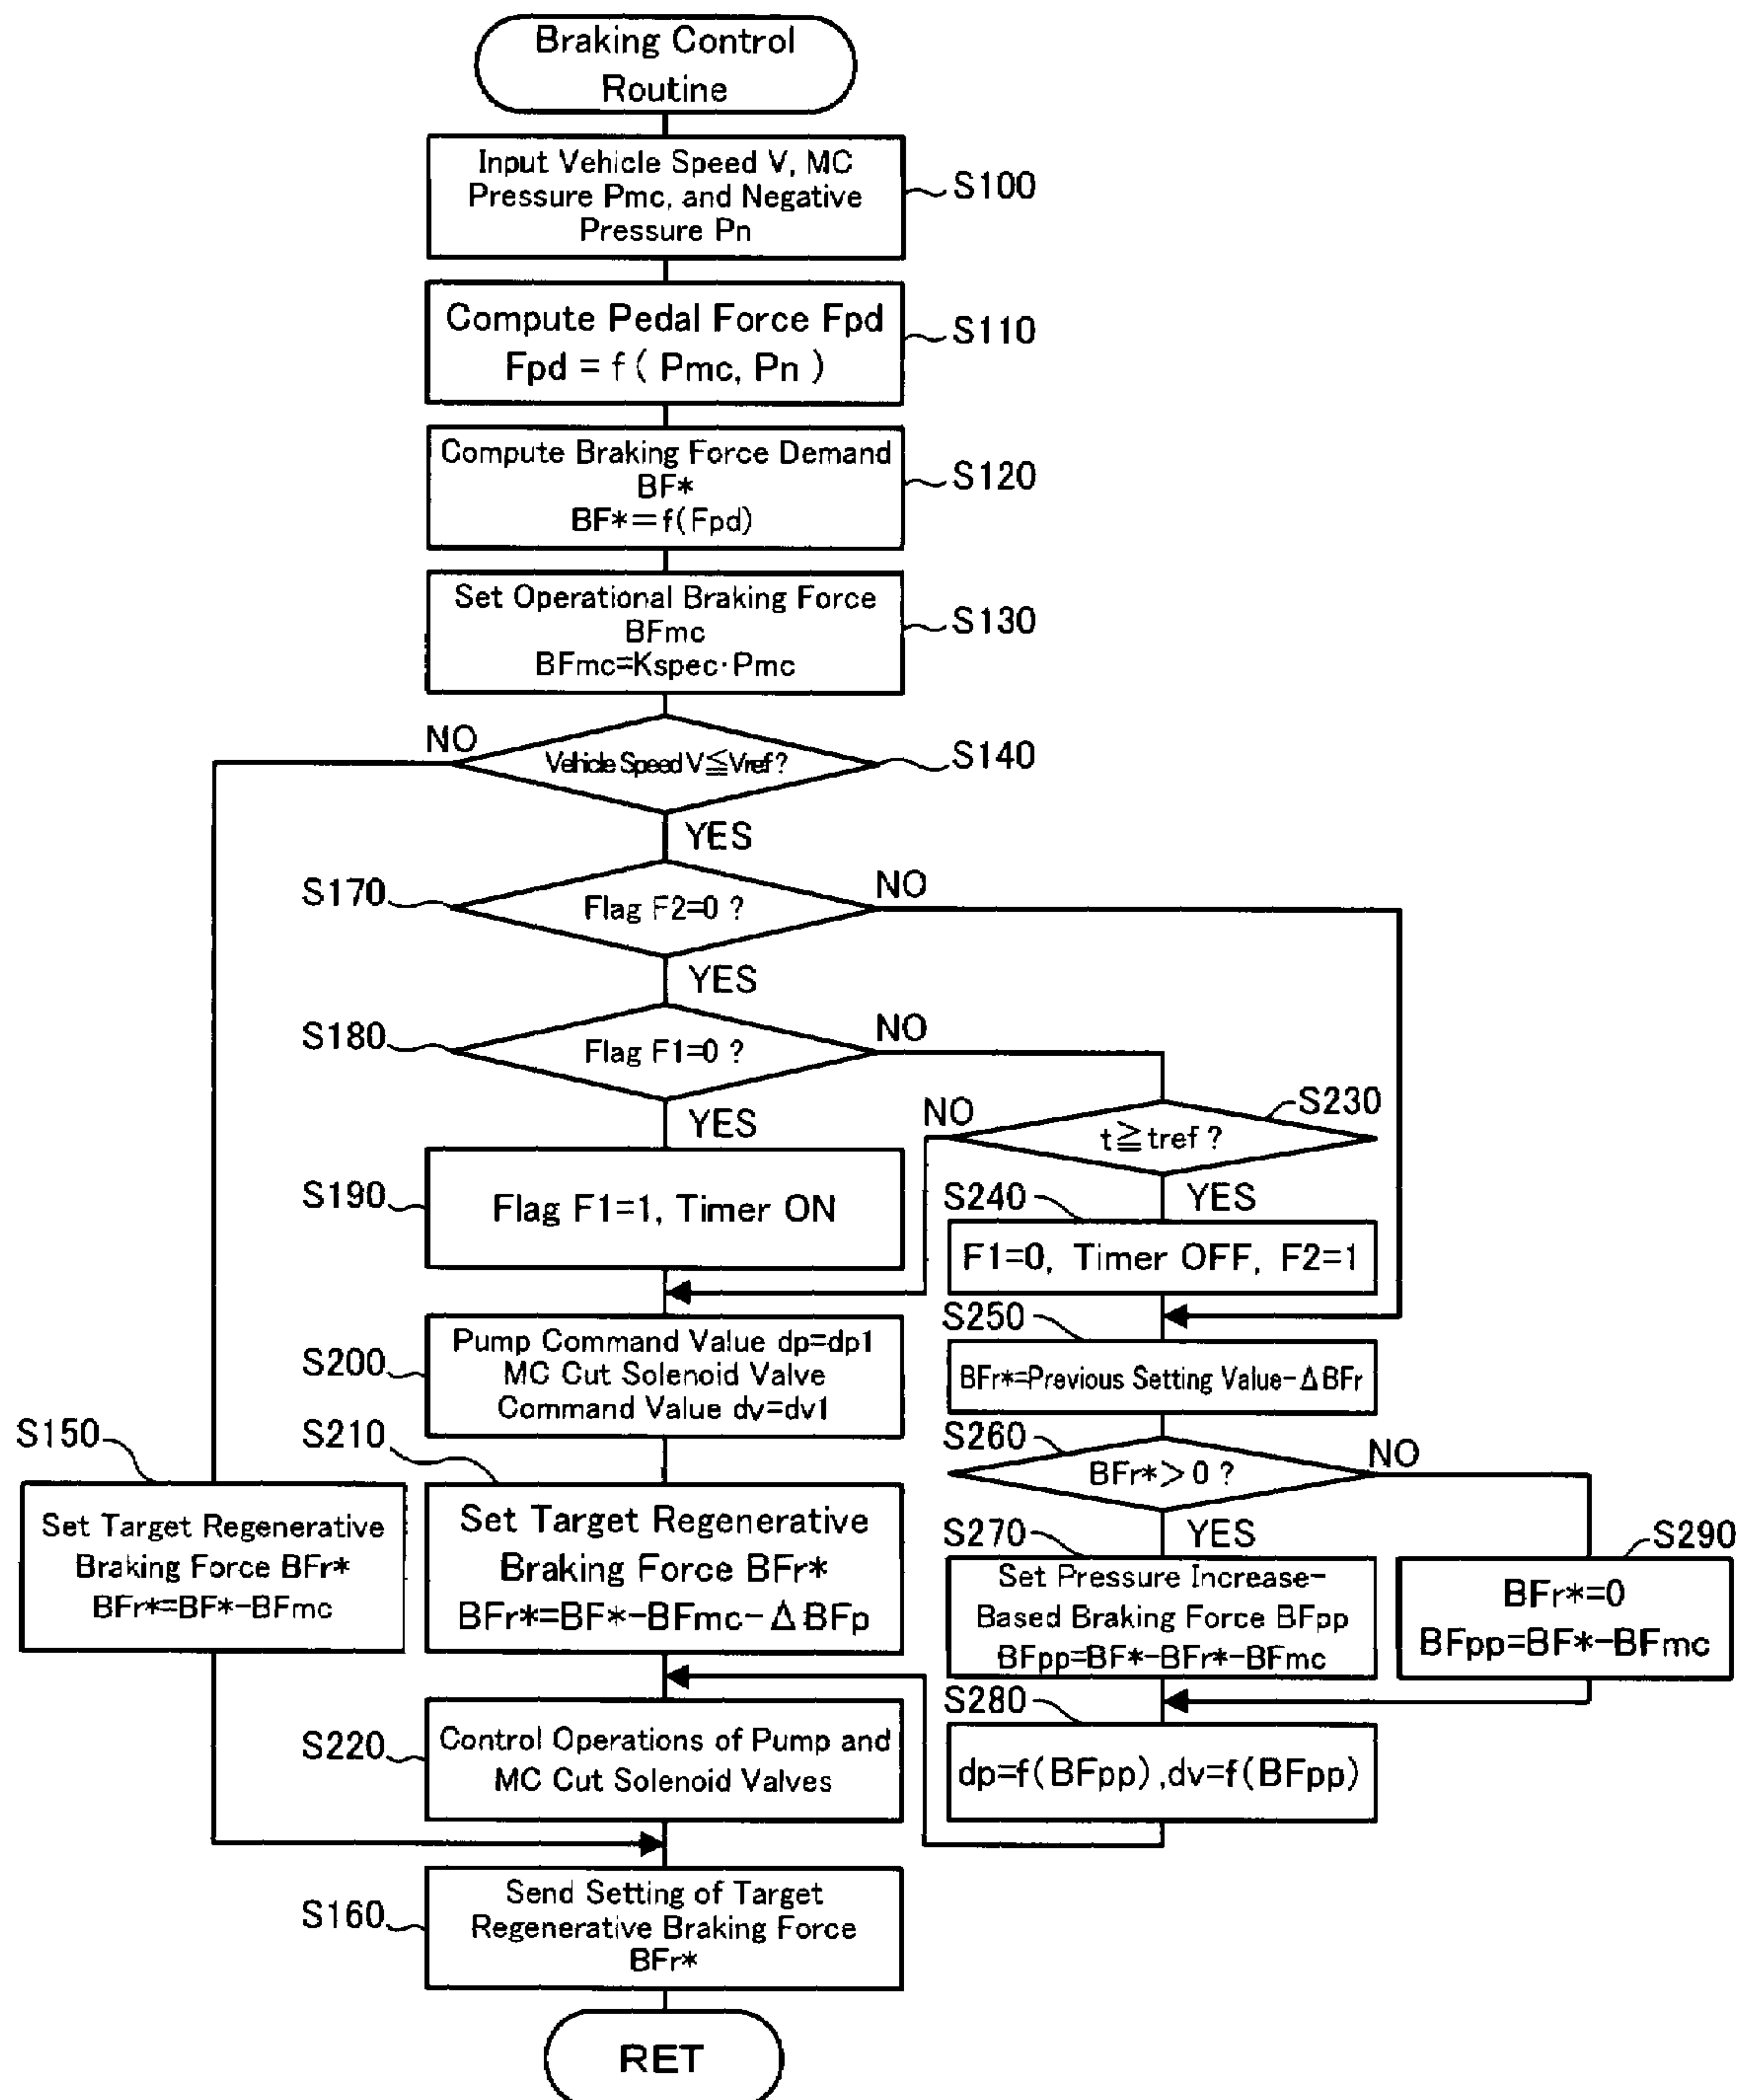 Braking Control
Routine
Input Vehicle Speed V, MC
Pressure Pmc, and Negative
Pressure Pn
S100
Compute Pedal Force Fpd
Fpd = f ( Pmc, Pn )
S110
Compute Braking Force Demand
BF*
BF*=f(Fpd)
S120
Set Operational Braking Force
BFmc
BFmc=Kspec·Pmc
S130
NO
Vehicle Speed V≦Vref?
S140
YES
S170
Flag F2=0 ?
NO
YES
S180
Flag F1=0 ?
NO
YES
NO
t≧tref ?
S230
S190
Flag F1=1, Timer ON
YES
S240
F1=0, Timer OFF, F2=1
S200
Pump Command Value dp=dp1
MC Cut Solenoid Valve
Command Value dv=dv1
S250
BFr*=Previous Setting Value-ΔBFr
S260
BFr*>0 ?
NO
YES
S150
Set Target Regenerative
Braking Force BFr*
BFr*=BF*-BFmc
S210
Set Target Regenerative
Braking Force BFr*
BFr*=BF*-BFmc-ΔBFp
S270
Set Pressure Increase-
Based Braking Force BFpp
BFpp=BF*-BFr*-BFmc
S290
BFr*=0
BFpp=BF*-BFmc
S220
Control Operations of Pump and
MC Cut Solenoid Valves
S280
dp=f(BFpp),dv=f(BFpp)
S160
Send Setting of Target
Regenerative Braking Force
BFr*
RET